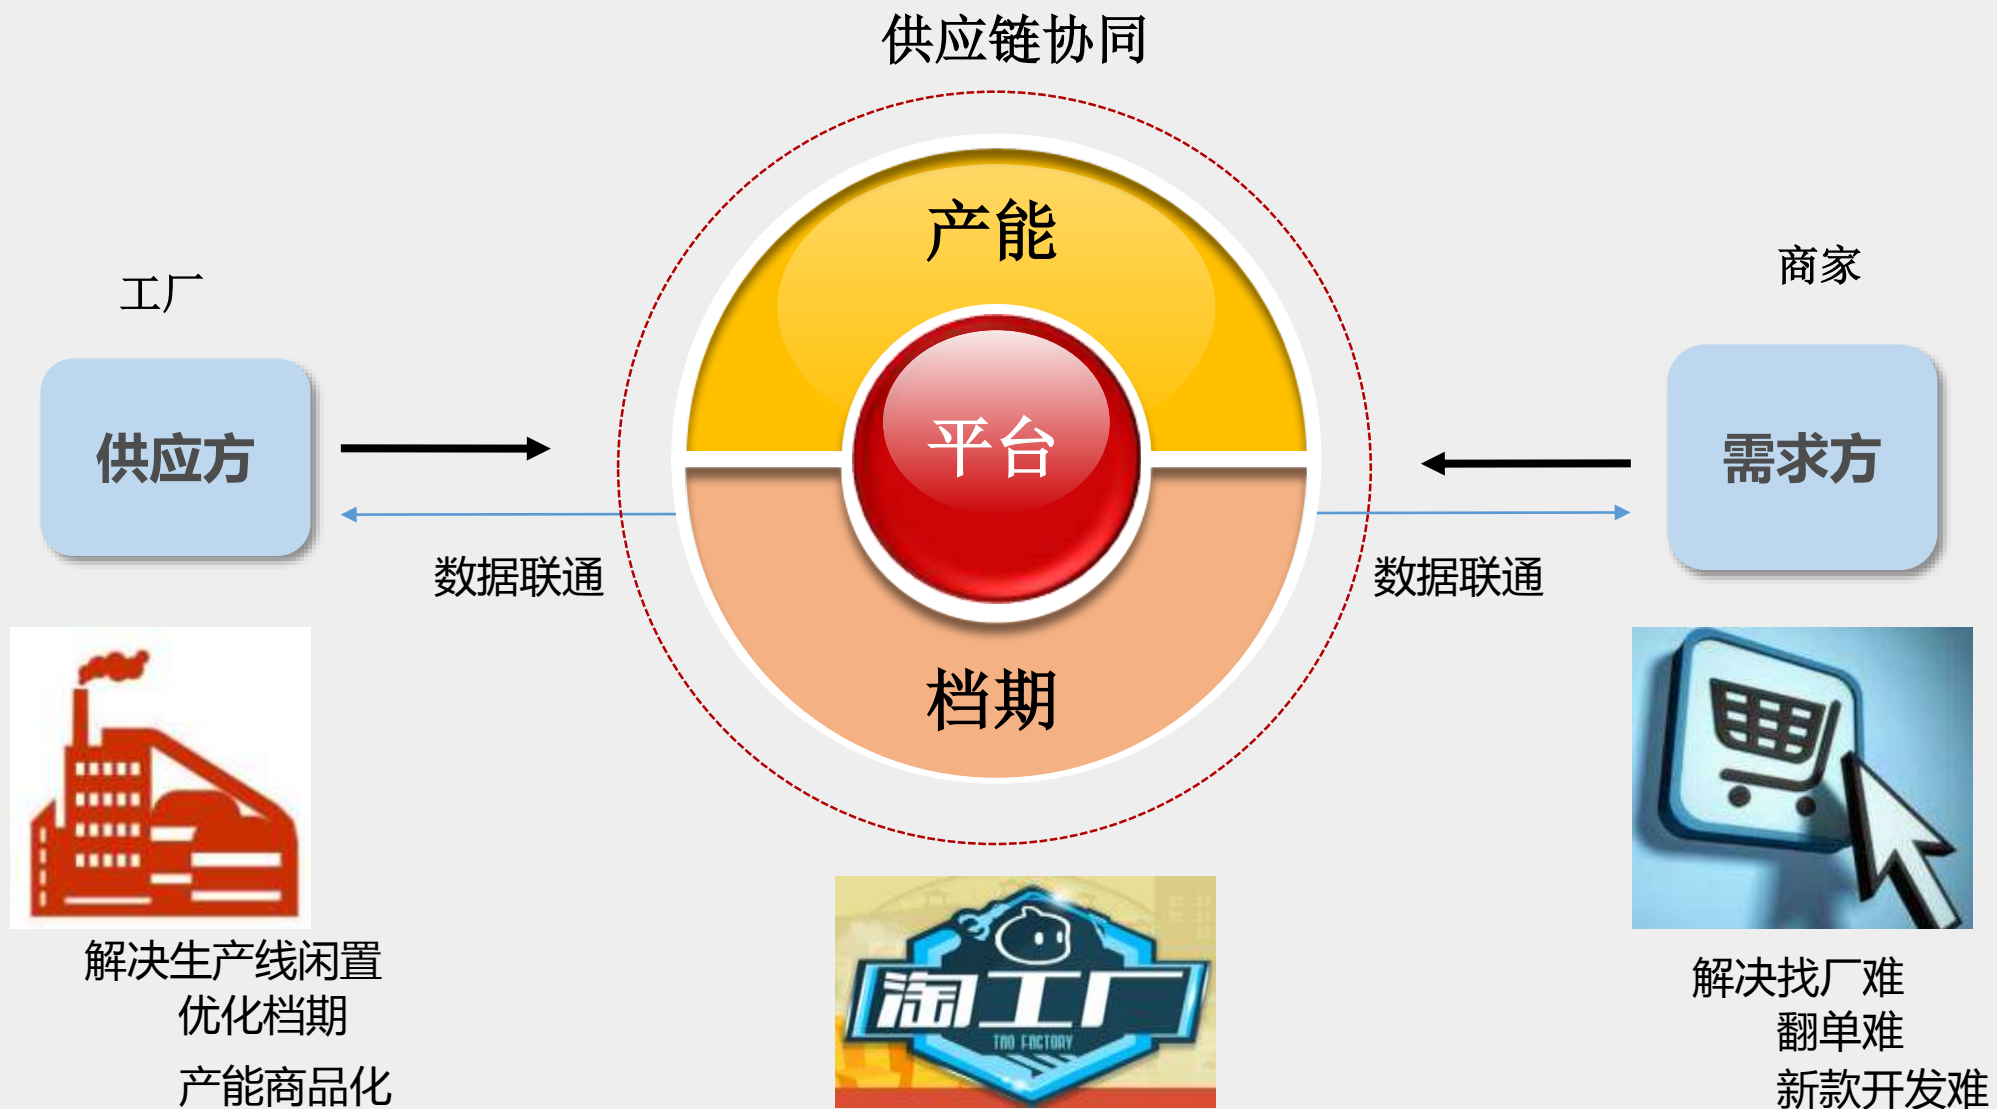 供应链协同
产能
工厂
商家
供应方
平台
需求方
数据联通
数据联通
档期
淘工厂
TAO FACTORY
解决生产线闲置
优化档期
产能商品化
解决找厂难
翻单难
新款开发难